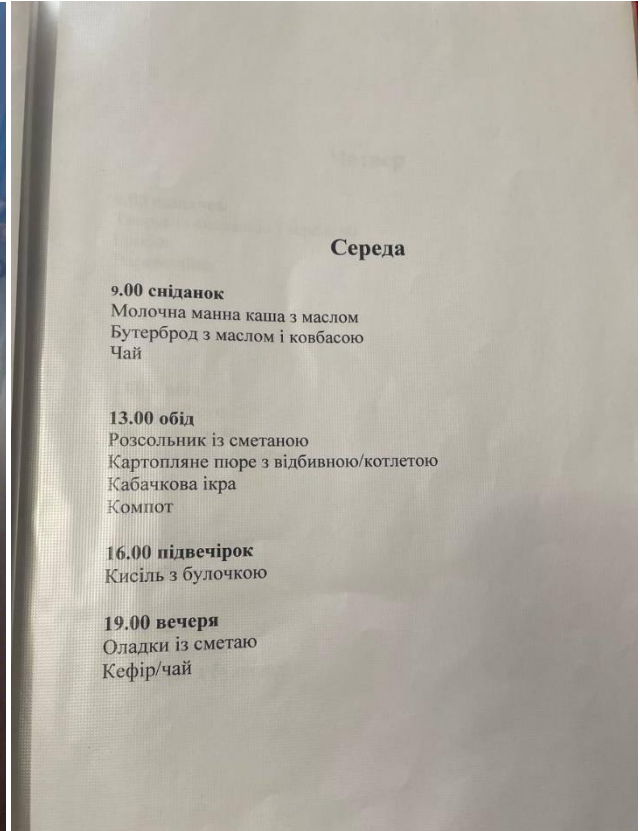 Середа
9.00 сніданок
Молочна манна каша з маслом
Бутерброд з маслом і ковбасою
Чай
13.00 обід
Розсольник із сметаною
Картопляне пюре з відбивною/котлетою
Кабачкова ікра
Компот
16.00 підвечірок
Кисіль з булочкою
19.00 вечеря
Оладки із сметаю
Кефір/чай